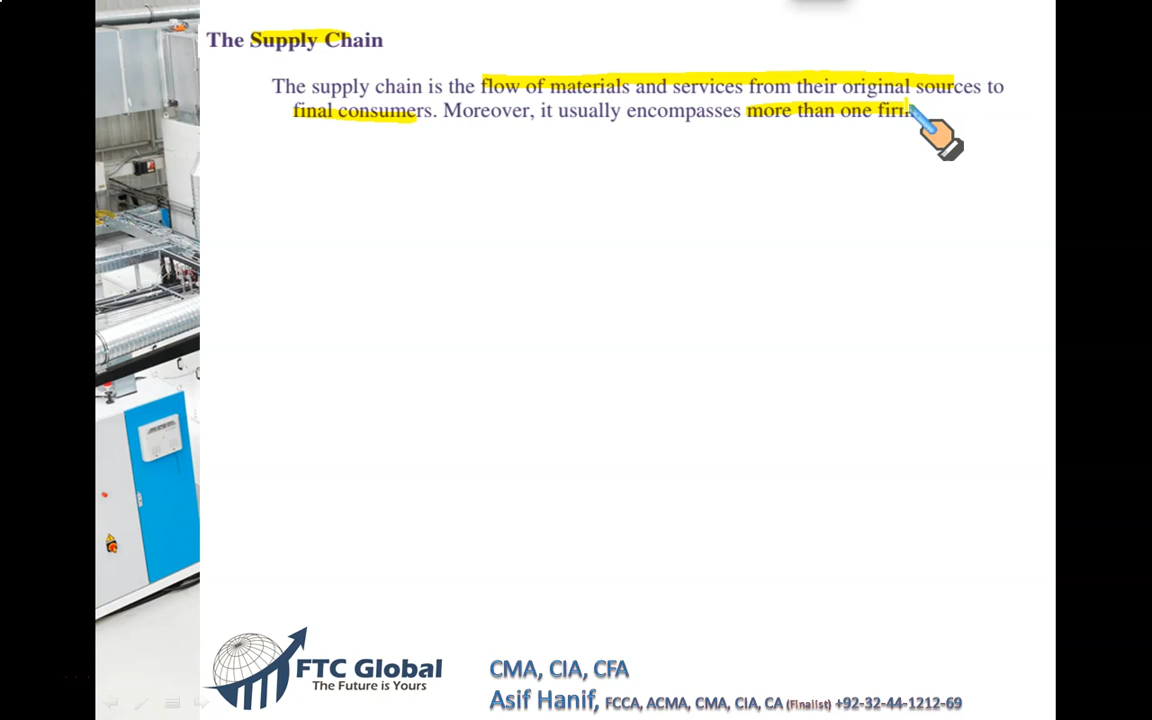 The Supply Chain
The supply chain is the flow of materials and services from their original sources to
final consumers. Moreover, it usually encompasses more than one
FTC Global
The Future is Yours
CMA, CIA, CFA
Asif Hanif, FCCA, ACMA, CMA, CIA, CA (Finalist) +92-32-44-1212-69